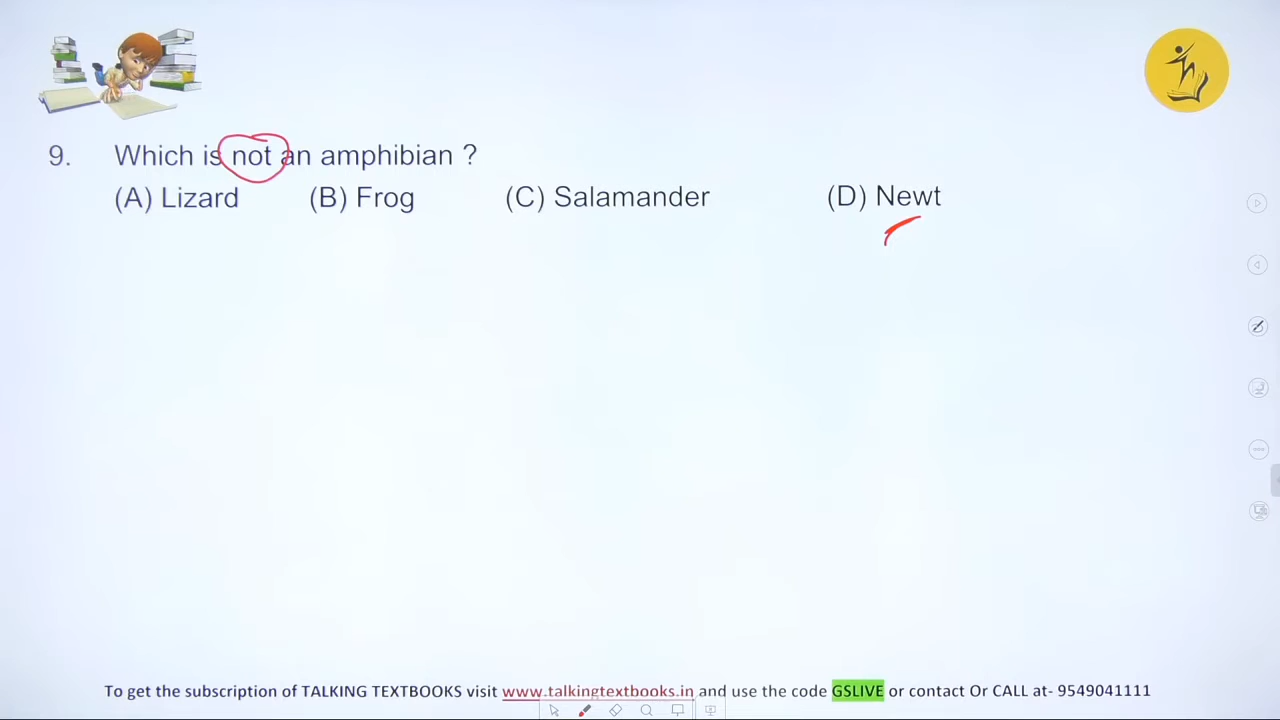 9. Which is not an amphibian ?
(A) Lizard (B) Frog (C) Salamander (D) Newt
To get the subscription of TALKING TEXTBOOKS visit www.talkingtextbooks.in and use the code GSLIVE or contact Or CALL at- 9549041111